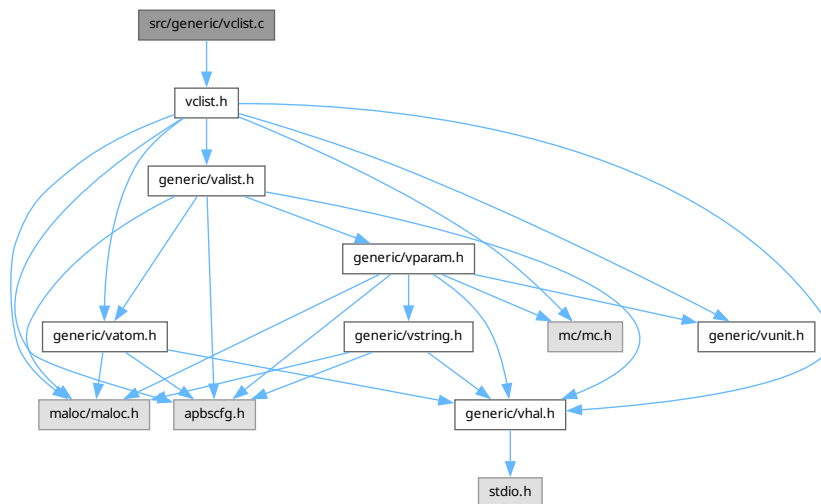 src/generic/vclist.c
vclist.h
generic/valist.h
generic/vparam.h
generic/vatom.h
generic/vstring.h
mc/mc.h
generic/vunit.h
maloc/maloc.h
apbscfg.h
generic/vhal.h
stdio.h